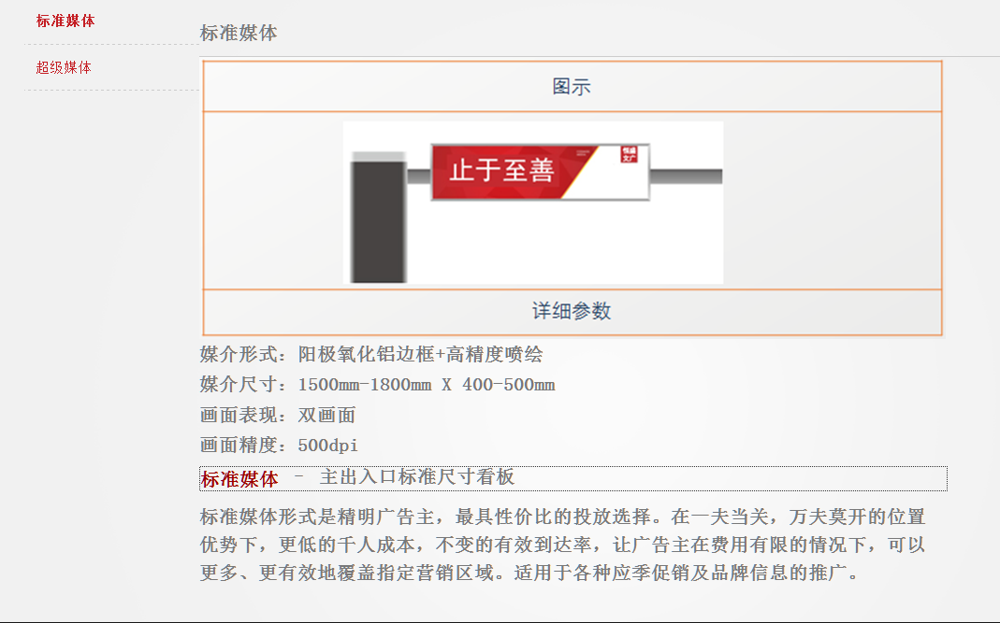 标准媒体
超级媒体
标准媒体
图示
止于至善
恒盛
文广
详细参数
媒介形式：阳极氧化铝边框+高精度喷绘
媒介尺寸：1500mm-1800mm X 400-500mm
画面表现：双画面
画面精度：500dpi
标准媒体 - 主出入口标准尺寸看板
标准媒体形式是精明广告主，最具性价比的投放选择。在一夫当关，万夫莫开的位置
优势下，更低的千人成本，不变的有效到达率，让广告主在费用有限的情况下，可以
更多、更有效地覆盖指定营销区域。适用于各种应季促销及品牌信息的推广。